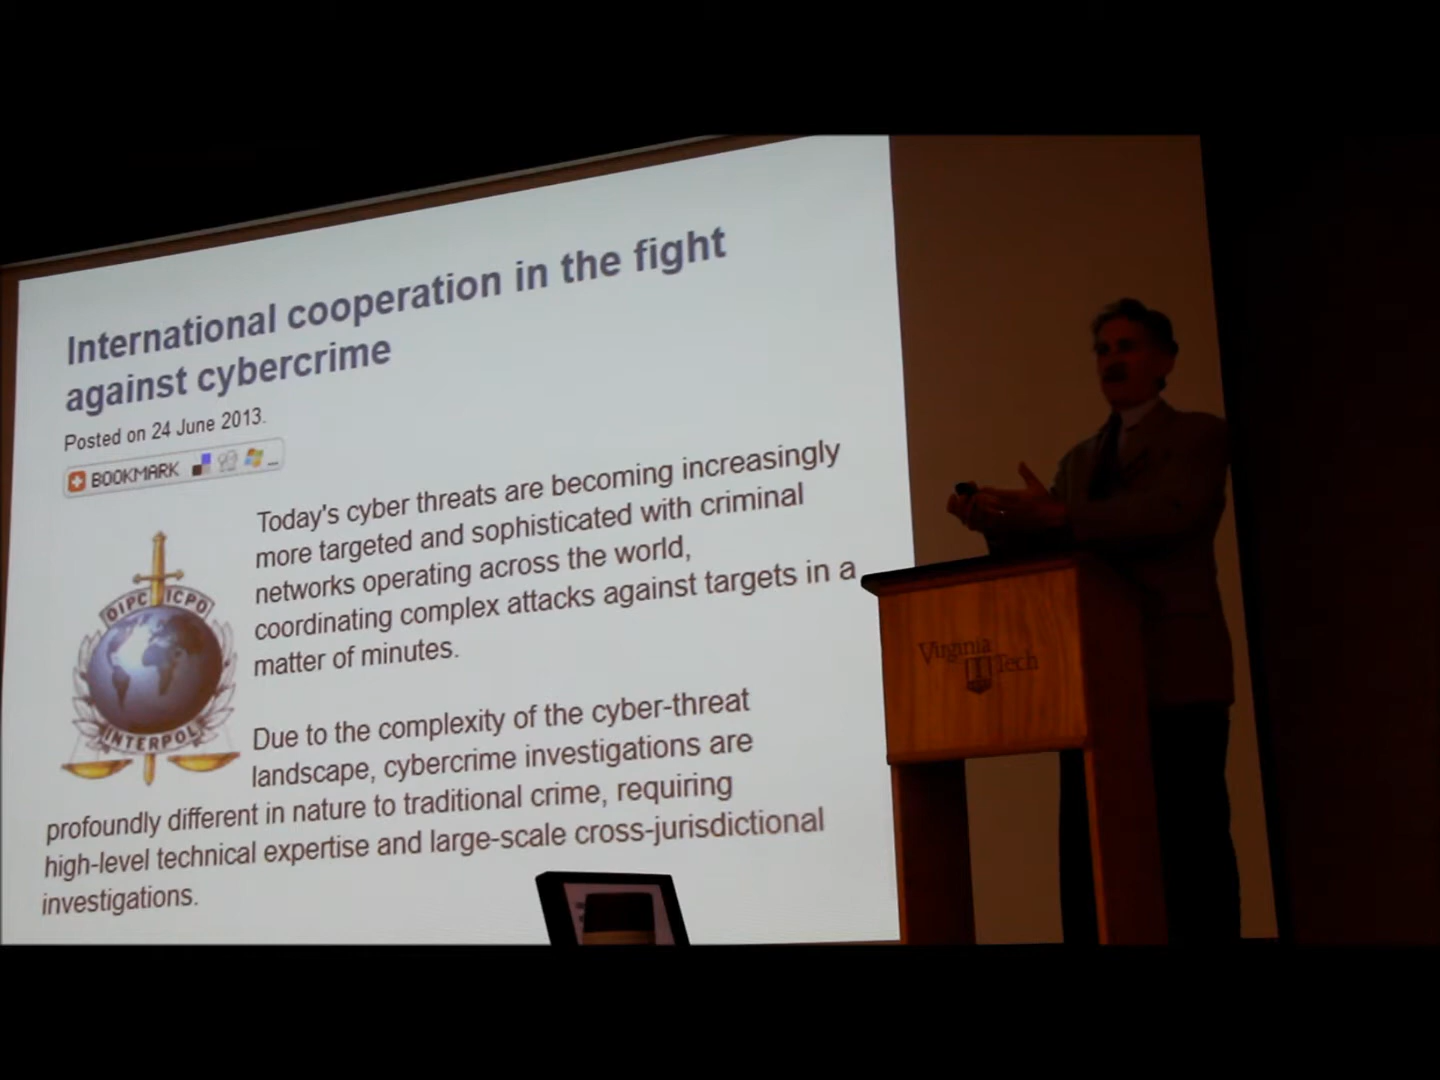 International cooperation in the fight
against cybercrime
Posted on 24 June 2013.
BOOKMARK
Today's cyber threats are becoming increasingly
more targeted and sophisticated with criminal
networks operating across the world,
coordinating complex attacks against targets in a
matter of minutes.
OIPC ICPO
INTERPOL
Due to the complexity of the cyber-threat
landscape, cybercrime investigations are
profoundly different in nature to traditional crime, requiring
high-level technical expertise and large-scale cross-jurisdictional
investigations.
Virginia
Tech